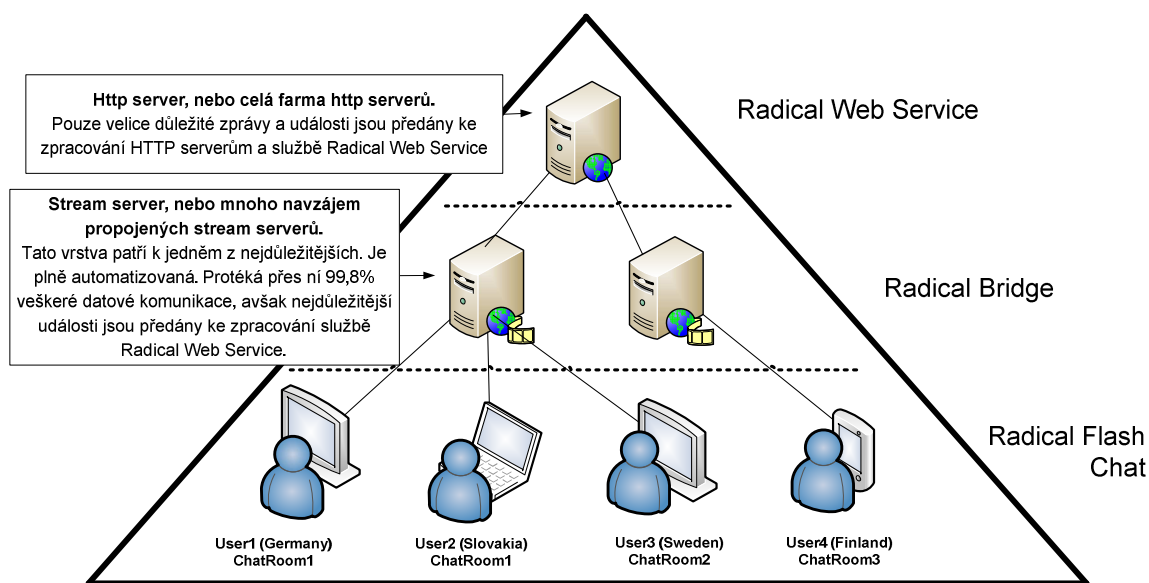 Http server, nebo celá farma http serverů.
Pouze velice důležité zprávy a události jsou předány ke
zpracování HTTP serverům a službě Radical Web Service
Radical Web Service
Stream server, nebo mnoho navzájem
propojených stream serverů.
Tato vrstva patří k jedněm z nejdůležitějších. Je
plně automatizovaná. Protéká přes ní 99,8%
veškeré datové komunikace, avšak nejdůležitější
události jsou předány ke zpracování službě
Radical Web Service.
Radical Bridge
Radical Flash
Chat
User1 (Germany)
ChatRoom1
User2 (Slovakia)
ChatRoom1
User3 (Sweden)
ChatRoom2
User4 (Finland)
ChatRoom3